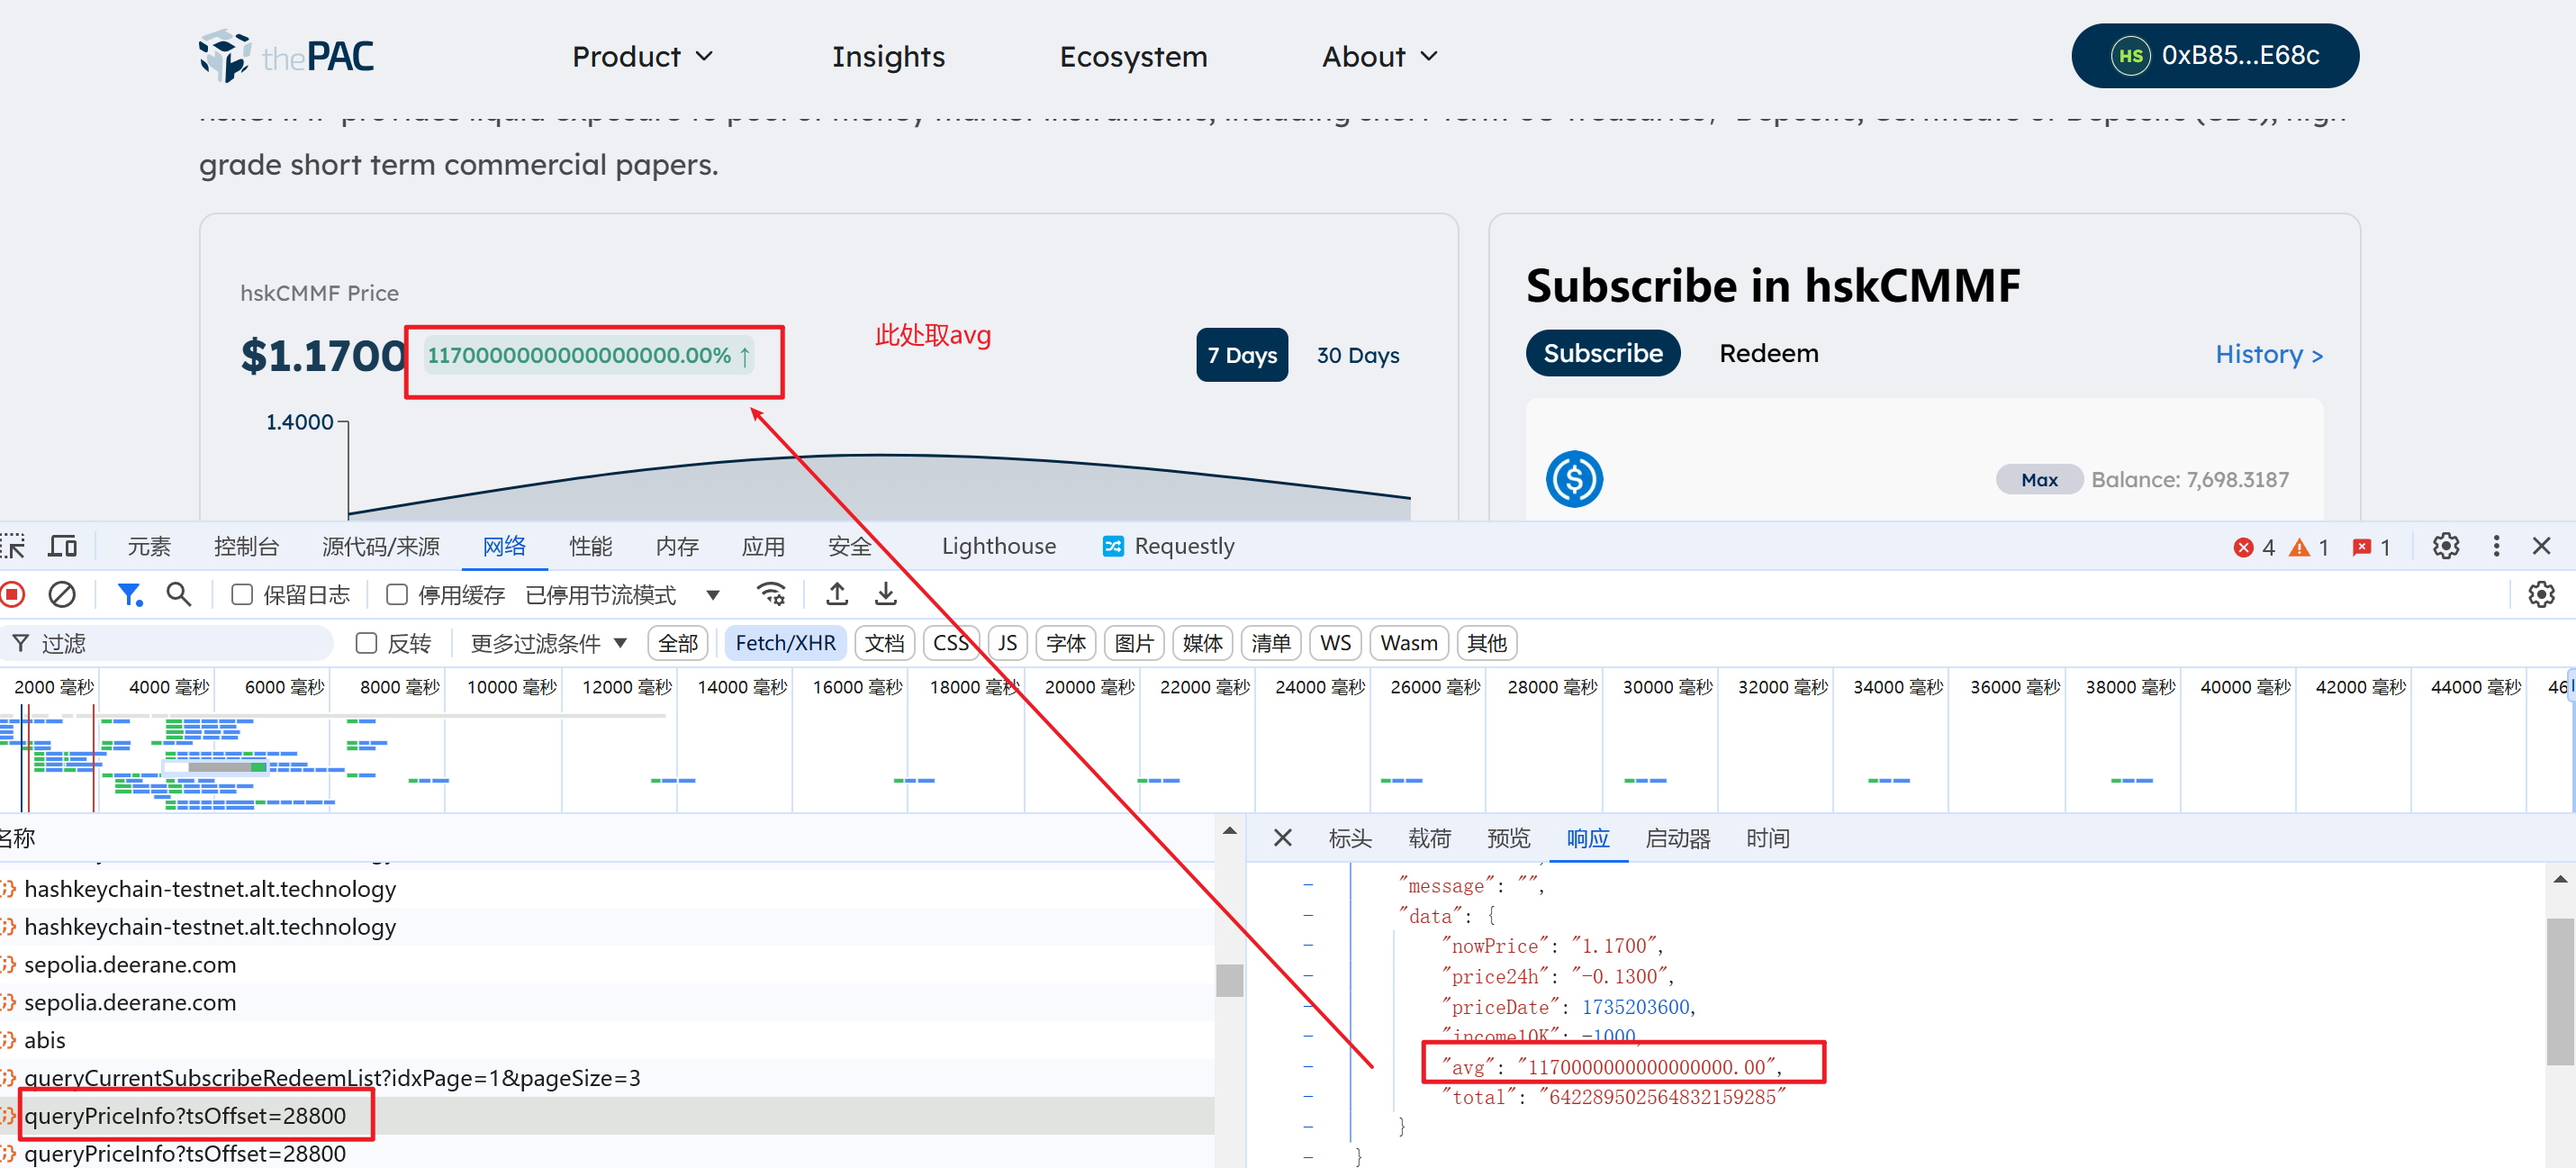 thePAC
Product
Insights
Ecosystem
About
HS 0xB85...E68c
grade short term commercial papers.
hskCMMF Price
$1.1700
1170000000000000000.00% ↑
此处取avg
7 Days
30 Days
1.4000
Subscribe in hskCMMF
Subscribe
Redeem
History >
Max
Balance: 7,698.3187
元素
控制台
源代码/来源
网络
性能
内存
应用
安全
Lighthouse
Requestly
4
1
1
保留日志
停用缓存
已停用节流模式
过滤
反转
更多过滤条件
全部
Fetch/XHR
文档
CSS
JS
字体
图片
媒体
清单
WS
Wasm
其他
2000 毫秒
4000 毫秒
6000 毫秒
8000 毫秒
10000 毫秒
12000 毫秒
14000 毫秒
16000 毫秒
18000 毫秒
20000 毫秒
22000 毫秒
24000 毫秒
26000 毫秒
28000 毫秒
30000 毫秒
32000 毫秒
34000 毫秒
36000 毫秒
38000 毫秒
40000 毫秒
42000 毫秒
44000 毫秒
名称
hashkeychain-testnet.alt.technology
hashkeychain-testnet.alt.technology
sepolia.deerane.com
sepolia.deerane.com
abis
queryCurrentSubscribeRedeemList?idxPage=1&pageSize=3
queryPriceInfo?tsOffset=28800
queryPriceInfo?tsOffset=28800
标头
载荷
预览
响应
启动器
时间
"message": "",
"data": {
"nowPrice": "1.1700",
"price24h": "-0.1300",
"priceDate": 1735203600,
"income10K": -1000,
"avg": "1170000000000000000.00",
"total": "642289502564832159285"
}
}